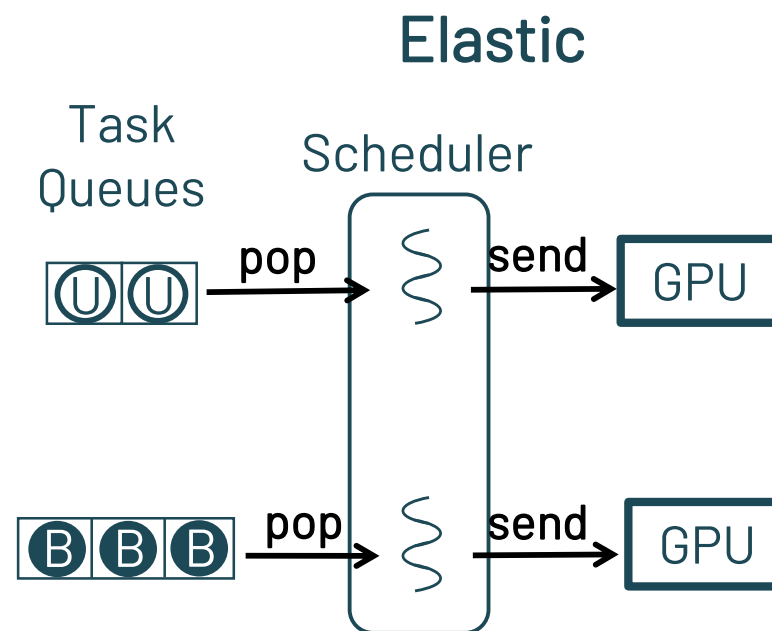 Elastic
Task
Queues
Scheduler
pop
send
U U
GPU
pop
send
B B B
GPU